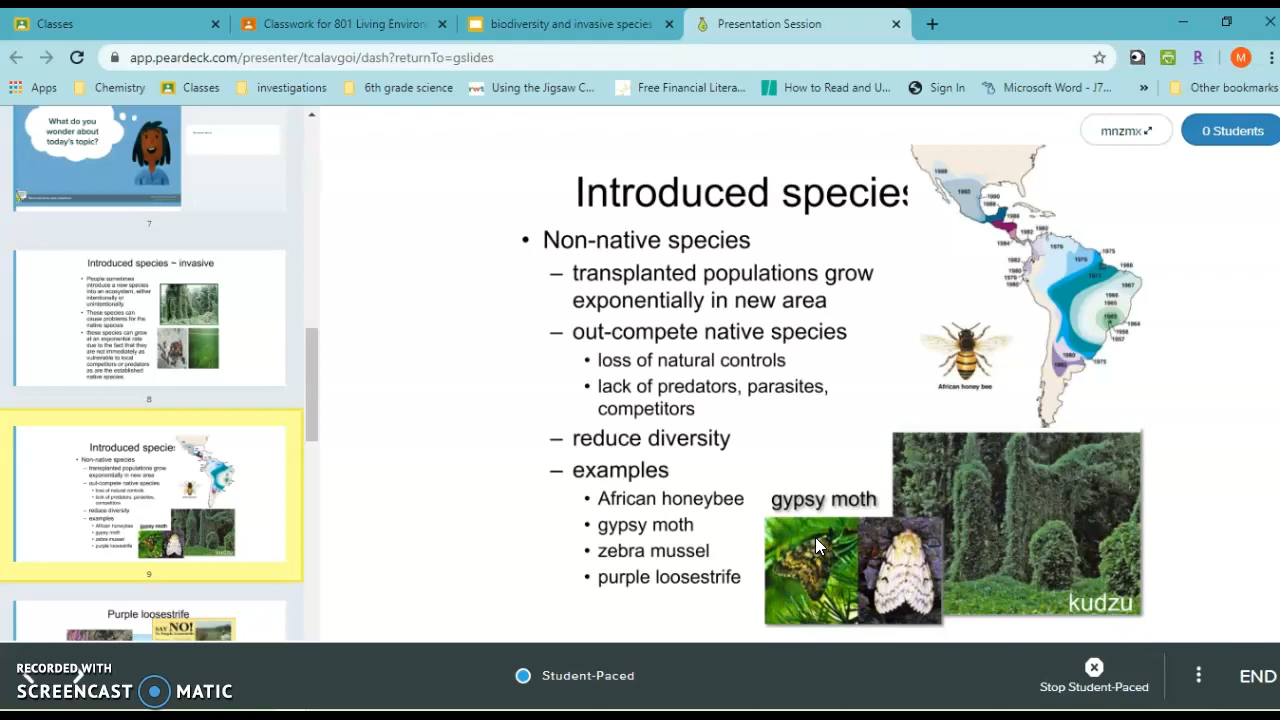 Classes
Classwork for 801 Living Environ
biodiversity and invasive species
Presentation Session
app.peardeck.com/presenter/tcalavgoi/dash?returnTo=gslides
M
Apps
Chemistry
Classes
investigations
6th grade science
rwt
Using the Jigsaw C...
Free Financial Litera...
How to Read and U...
Sign In
Microsoft Word - J7...
»
Other bookmarks
What do you
wonder about
today's topic?
7
Introduced species ~ invasive
• People sometimes
introduce a new species
into an ecosystem, either
intentionally or
unintentionally.
• These species can
cause problems for the
native species
• these species can grow
at an exponential rate
due to the fact that they
are not immediately as
vulnerable to local
competitors or predators
as are the established
native species
8
Introduced species
• Non-native species
– transplanted populations grow
exponentially in new area
– out-compete native species
• loss of natural controls
• lack of predators, parasites,
competitors
– reduce diversity
– examples
• African honeybee
• gypsy moth
• zebra mussel
• purple loosestrife
gypsy moth
kudzu
9
Purple loosestrife
SAY NO!
mnzmx
0 Students
Introduced species
• Non-native species
– transplanted populations grow
exponentially in new area
– out-compete native species
• loss of natural controls
• lack of predators, parasites,
competitors
– reduce diversity
– examples
• African honeybee
• gypsy moth
• zebra mussel
• purple loosestrife
African honey bee
gypsy moth
kudzu
RECORDED WITH
SCREENCAST MATIC
Student-Paced
Stop Student-Paced
END